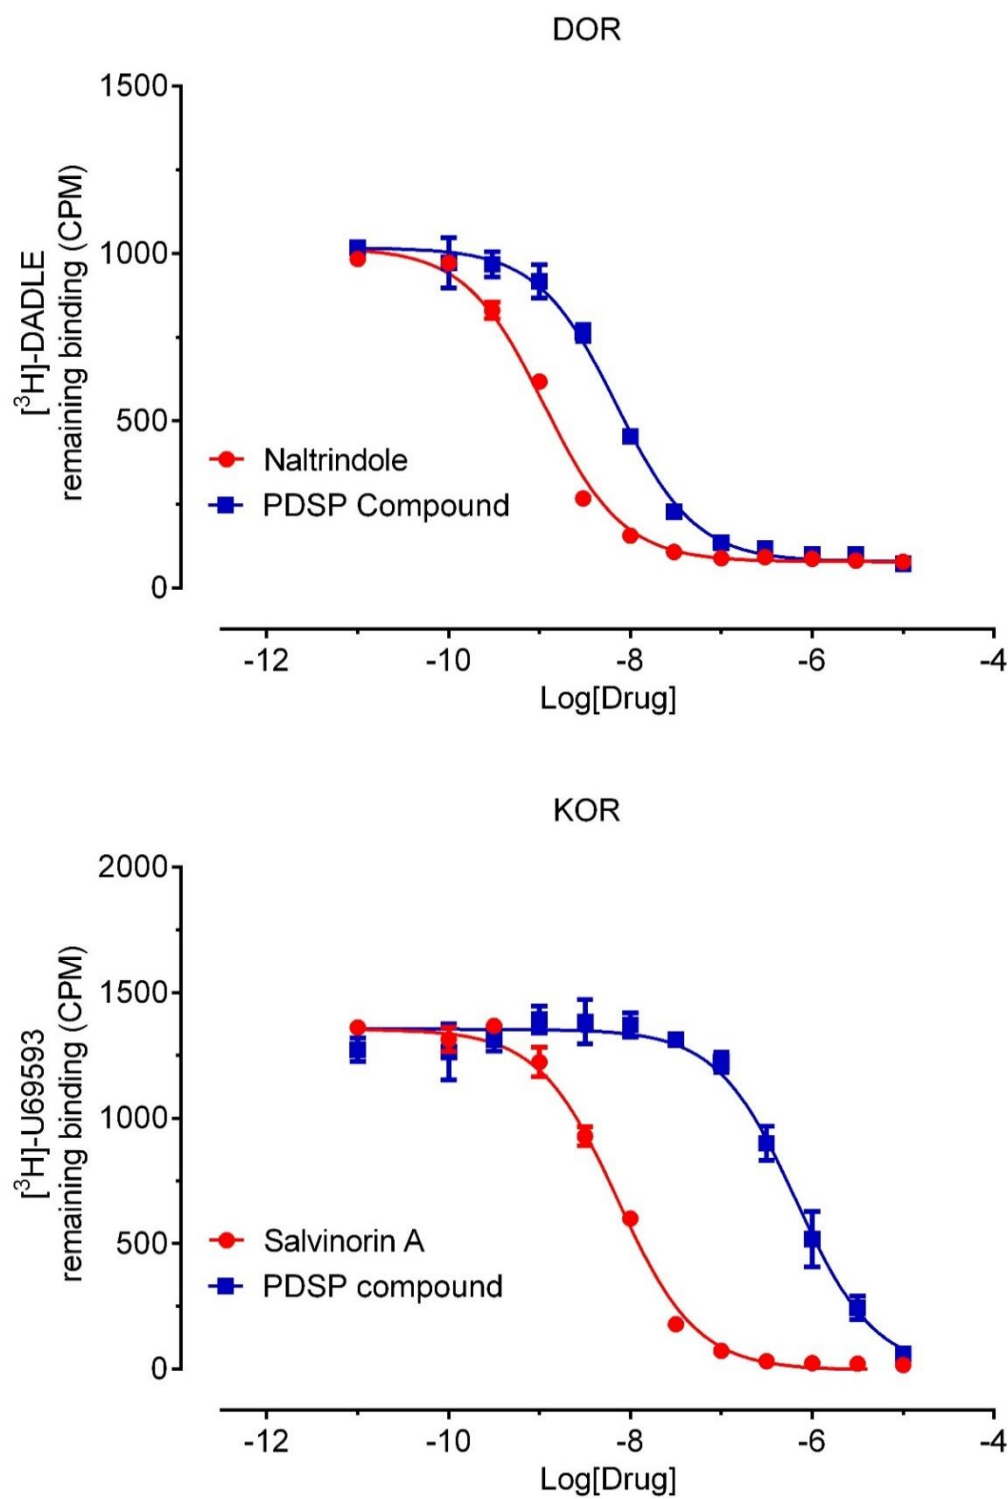 DOR
[³H]-DADLE
remaining binding (CPM)
1500
1000
500
0
Naltrindole
PDSP Compound
-12 -10 -8 -6 -4
Log[Drug]
KOR
[³H]-U69593
remaining binding (CPM)
2000
1500
1000
500
0
Salvinorin A
PDSP compound
-12 -10 -8 -6 -4
Log[Drug]